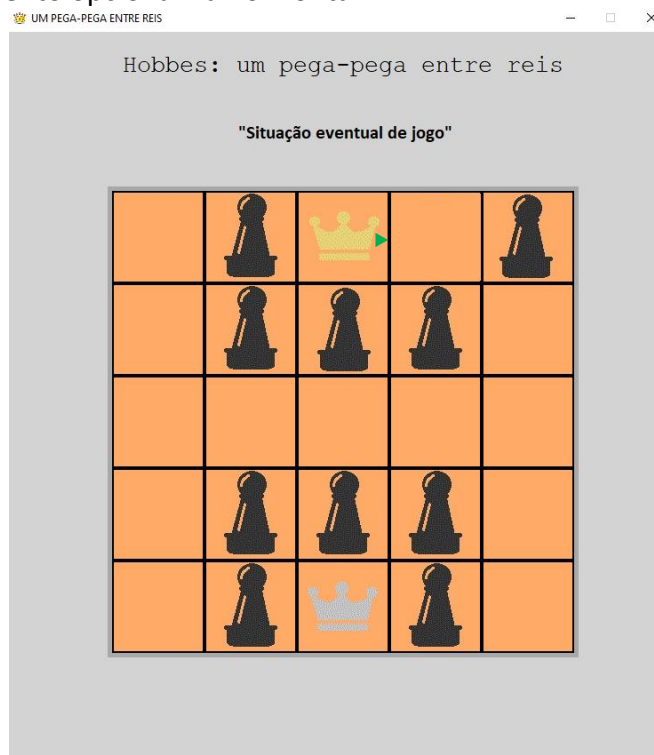 UM PEGA-PEGA ENTRE REIS
Hobbes: um pega-pega entre reis
"Situação eventual de jogo"